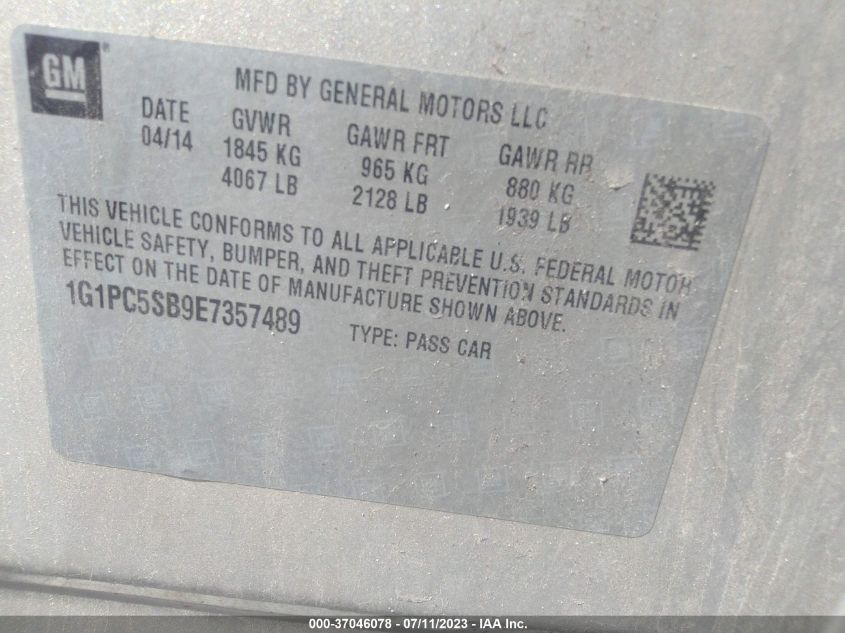 GM
MFD BY GENERAL MOTORS LLC
DATE GVWR GAWR FRT GAWR RR
04/14 1845 KG 965 KG 880 KG
4067 LB 2128 LB 1939 LB
THIS VEHICLE CONFORMS TO ALL APPLICABLE U.S. FEDERAL MOTOR
VEHICLE SAFETY, BUMPER, AND THEFT PREVENTION STANDARDS IN
EFFECT ON THE DATE OF MANUFACTURE SHOWN ABOVE.
1G1PC5SB9E7357489 TYPE: PASS CAR
000-37046078 - 07/11/2023 - IAA Inc.